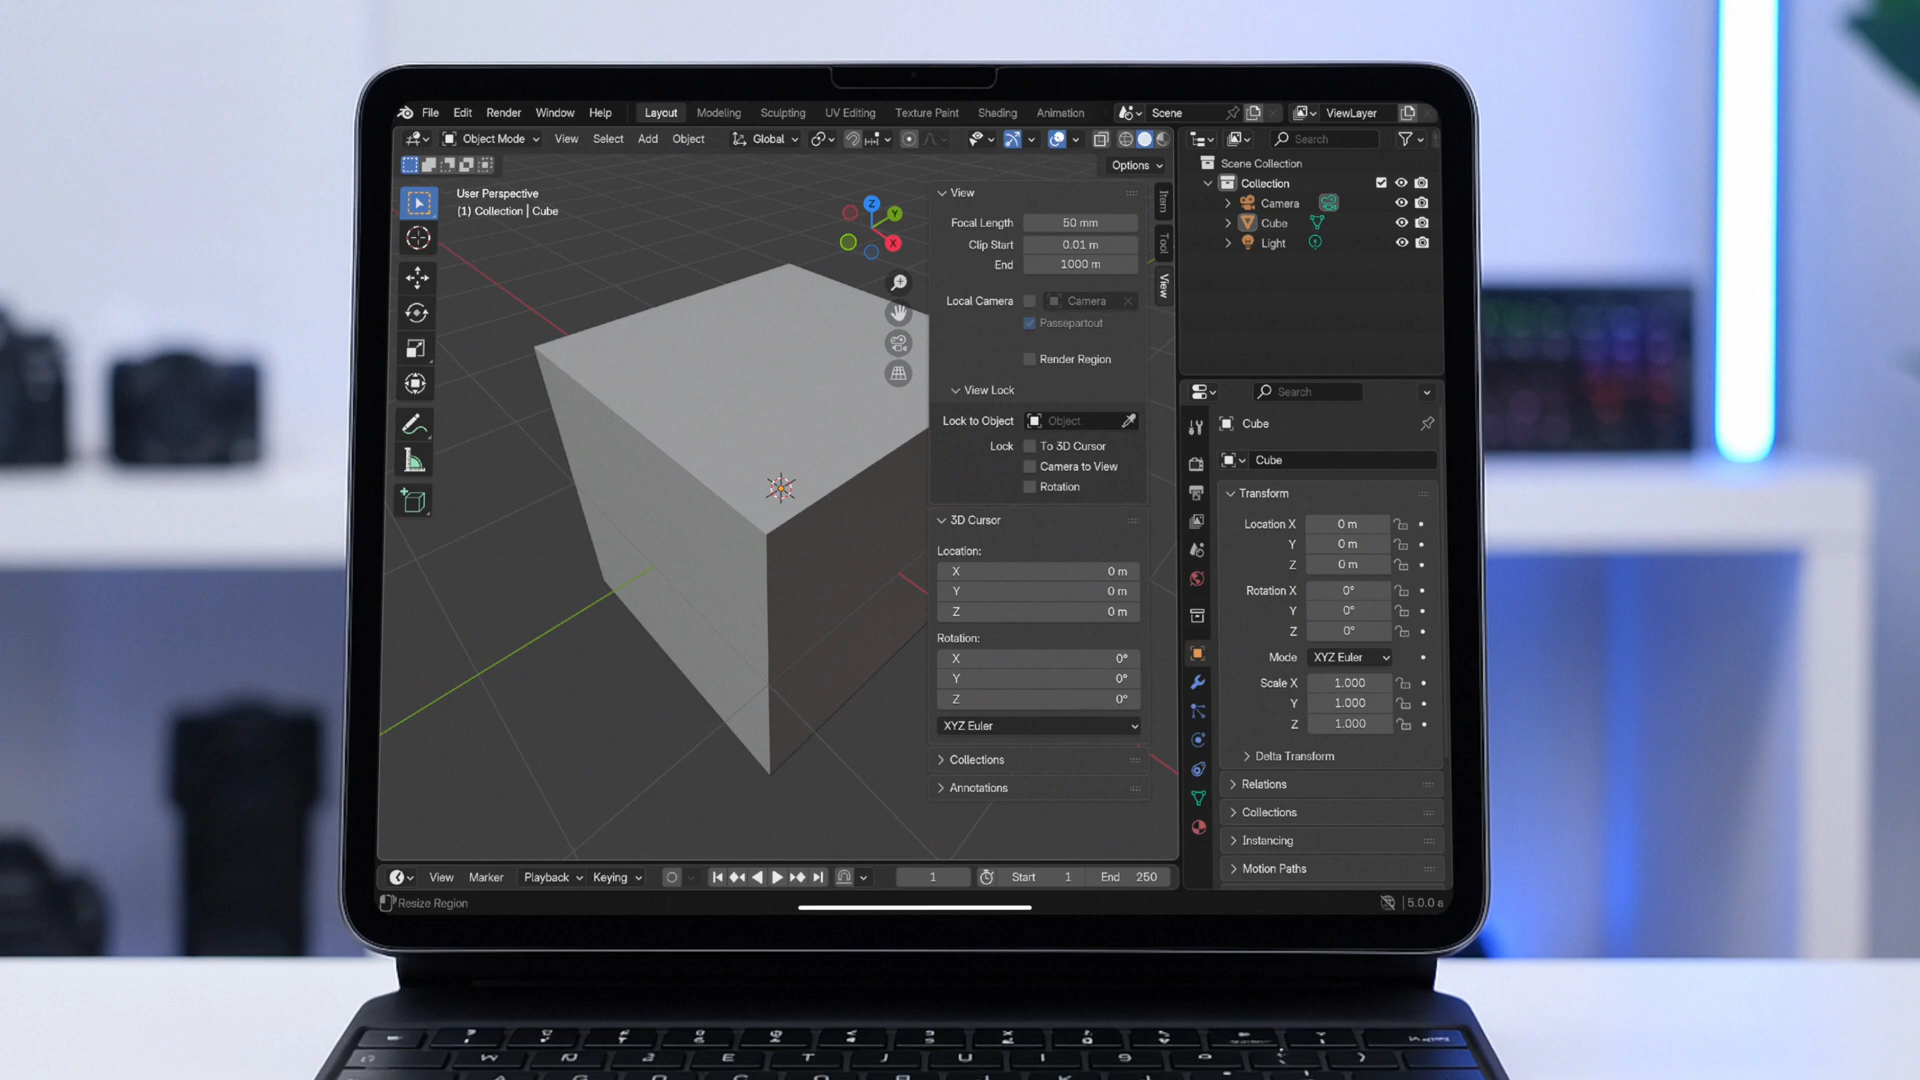 File Edit Render Window Help Layout Modeling Sculpting UV Editing Texture Paint Shading Animation Scene ViewLayer
Object Mode View Select Add Object Global Search
Options
User Perspective
(1) Collection | Cube
Z
Y
X
View
Focal Length 50 mm
Clip Start 0.01 m
End 1000 m
Local Camera Camera
Passepartout
Render Region
View Lock
Lock to Object Object
Lock To 3D Cursor
Camera to View
Rotation
3D Cursor
Location:
X 0 m
Y 0 m
Z 0 m
Rotation:
X 0°
Y 0°
Z 0°
XYZ Euler
Collections
Annotations
Item
Tool
View
Scene Collection
Collection
Camera
Cube
Light
Search
Cube
Cube
Transform
Location X 0 m
Y 0 m
Z 0 m
Rotation X 0°
Y 0°
Z 0°
Mode XYZ Euler
Scale X 1.000
Y 1.000
Z 1.000
Delta Transform
Relations
Collections
Instancing
Motion Paths
View Marker Playback Keying 1 Start 1 End 250
Resize Region 5.0.0 a